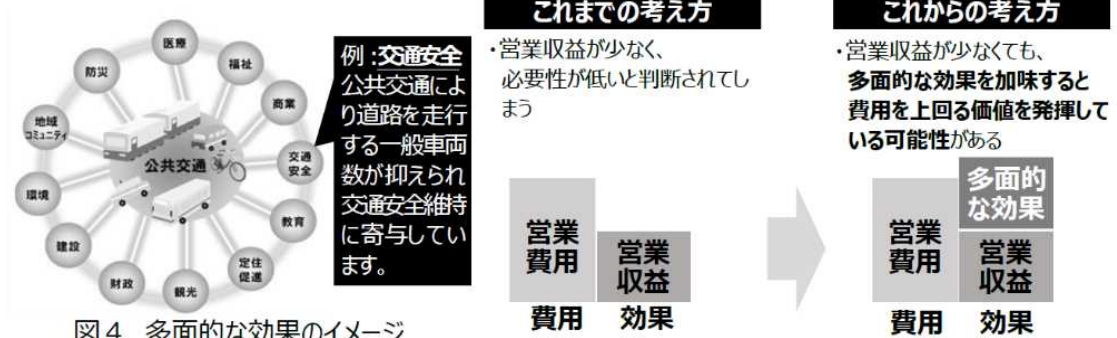 医療
福祉
商業
交通
安全
教育
定住
促進
観光
財政
建設
環境
地域
コミュニティ
防災
公共交通
例:交通安全
公共交通によ
り道路を走行
する一般車両
数が抑えられ
交通安全維持
に寄与してい
ます。
図4 多面的な効果のイメージ
これまでの考え方
・営業収益が少なく、
必要性が低いと判断されてし
まう
営業
費用
営業
収益
費用 効果
これからの考え方
・営業収益が少なくても、
多面的な効果を加味すると
費用を上回る価値を発揮して
いる可能性がある
多面的
な効果
営業
費用
営業
収益
費用 効果